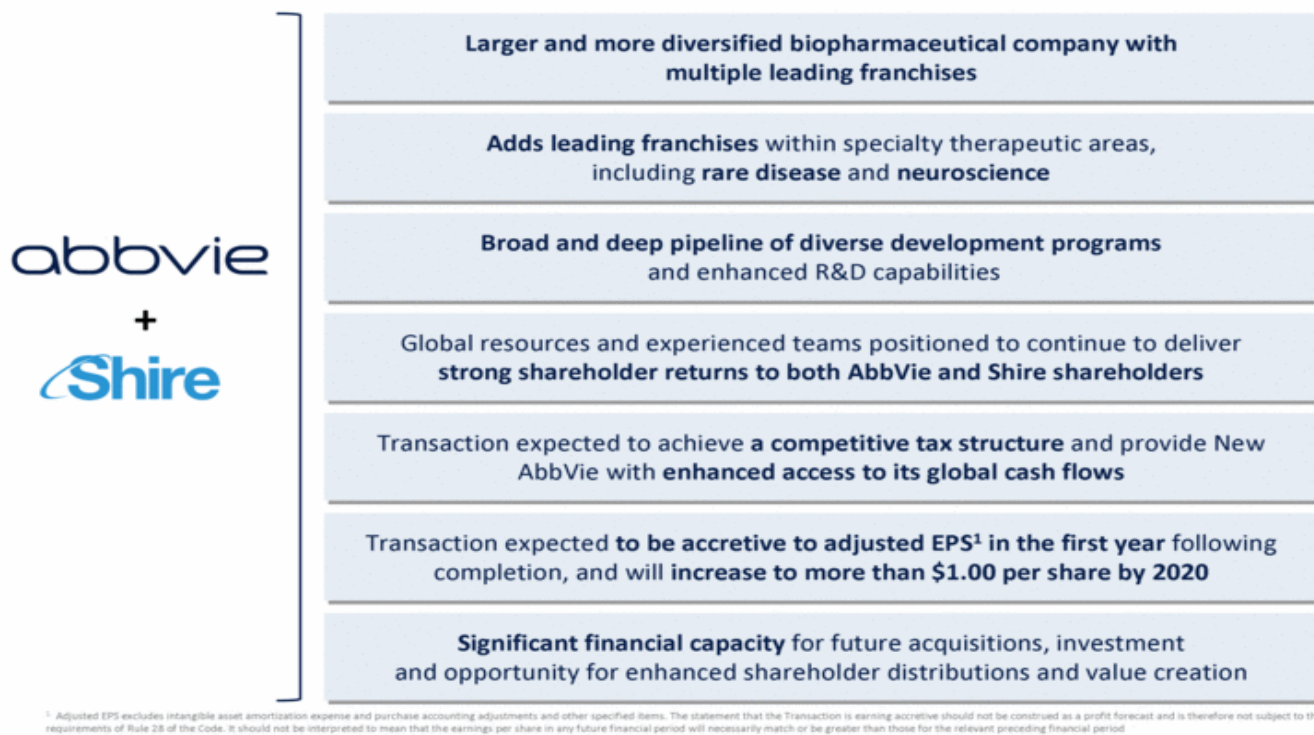 Larger and more diversified biopharmaceutical company with
multiple leading franchises
Adds leading franchises within specialty therapeutic areas,
including rare disease and neuroscience
Broad and deep pipeline of diverse development programs
and enhanced R&D capabilities
abbvie
+
Shire
Global resources and experienced teams positioned to continue to deliver
strong shareholder returns to both AbbVie and Shire shareholders
Transaction expected to achieve a competitive tax structure and provide New
AbbVie with enhanced access to its global cash flows
Transaction expected to be accretive to adjusted EPS¹ in the first year following
completion, and will increase to more than $1.00 per share by 2020
Significant financial capacity for future acquisitions, investment
and opportunity for enhanced shareholder distributions and value creation
¹ Adjusted EPS excludes intangible asset amortization expense and purchase accounting adjustments and other specified items. The statement that the Transaction is earning accretive should not be construed as a profit forecast and is therefore not subject to
requirements of Rule 28 of the Code. It should not be interpreted to mean that the earnings per share in any future financial period will necessarily match or be greater than those for the relevant preceding financial period